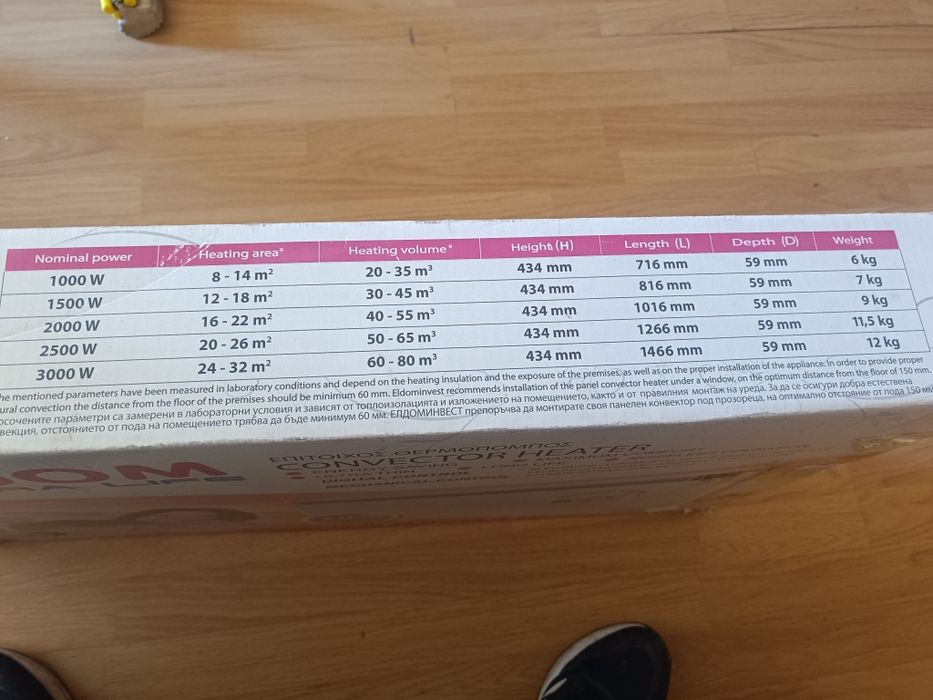 Nominal power Heating area* Heating volume* Height (H) Length (L) Depth (D) Weight
1000 W 8 - 14 m² 20 - 35 m³ 434 mm 716 mm 59 mm 6 kg
1500 W 12 - 18 m² 30 - 45 m³ 434 mm 816 mm 59 mm 7 kg
2000 W 16 - 22 m² 40 - 55 m³ 434 mm 1016 mm 59 mm 9 kg
2500 W 20 - 26 m² 50 - 65 m³ 434 mm 1266 mm 59 mm 11,5 kg
3000 W 24 - 32 m² 60 - 80 m³ 434 mm 1466 mm 59 mm 12 kg
he mentioned parameters have been measured in laboratory conditions and depend on the heating insulation and the exposure of the premises, as well as on the proper installation of the appliance. In order to provide proper
ural convection the distance from the floor of the premises should be minimum 60 mm. Eldominvest recommends installation of the panel convector heater under a window, on the optimum distance from the floor of 150 mm.
осочените параметри са замерени в лабораторни условия и зависят от топлоизолацията и изложението на помещението, както и от правилния монтаж на уреда. За да се осигури добра естествена
векция, отстоянието от пода на помещението трябва да бъде минимум 60 мм. ЕЛДОМИНВЕСТ препоръчва да монтирате своя панелен конвектор под прозореца, на оптимално отстояние от пода 150 мм
OOM
ΕΠΙΤΟΙΧΟΣ ΘΕΡΜΟΠΟΜΠΟΣ
CONVECTOR HEATER
ENERGY SAVING
ULTRA THIN
DIGITAL CONTROL
MECHANICAL CONTROL